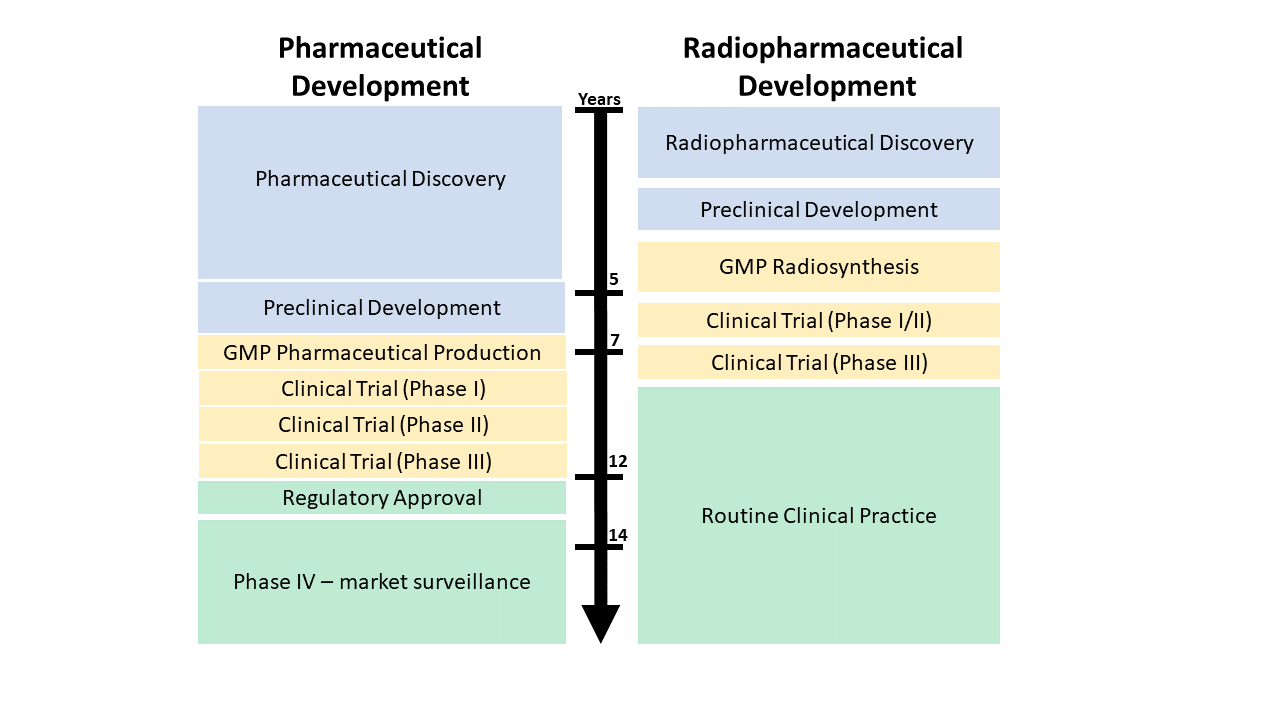 Pharmaceutical
Development
Pharmaceutical Discovery
Preclinical Development
GMP Pharmaceutical Production
Clinical Trial (Phase I)
Clinical Trial (Phase II)
Clinical Trial (Phase III)
Regulatory Approval
Phase IV – market surveillance
Years
5
7
12
14
Radiopharmaceutical
Development
Radiopharmaceutical Discovery
Preclinical Development
GMP Radiosynthesis
Clinical Trial (Phase I/II)
Clinical Trial (Phase III)
Routine Clinical Practice